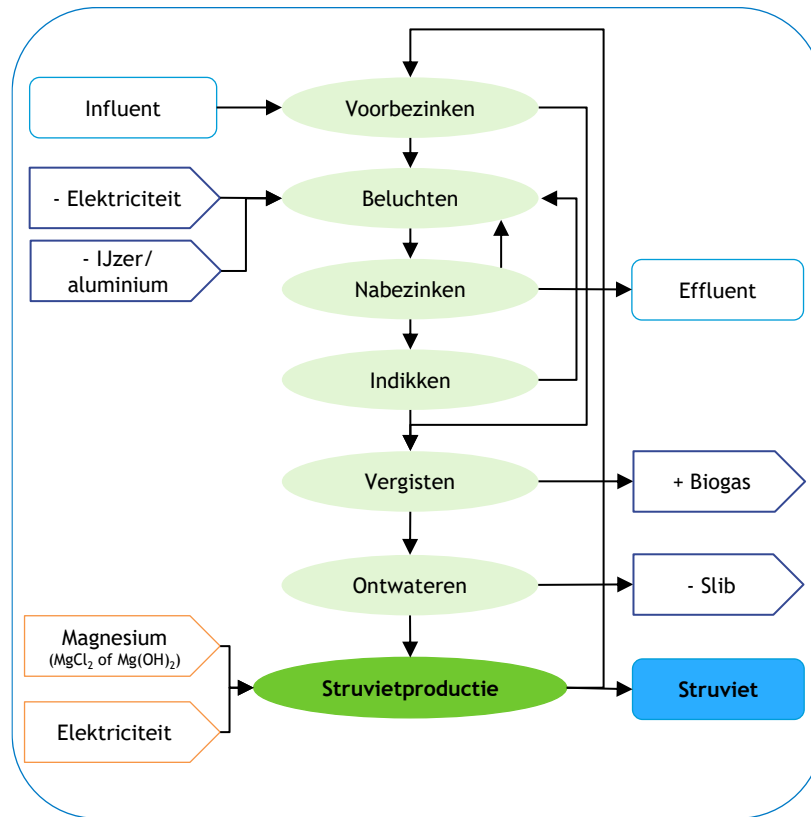 Influent
Voorbezinken
- Elektriciteit
Beluchten
- IJzer/
aluminium
Nabezinken
Effluent
Indikken
Vergisten
+ Biogas
Ontwateren
- Slib
Magnesium
(MgCl₂ of Mg(OH)₂)
Struvietproductie
Struviet
Elektriciteit